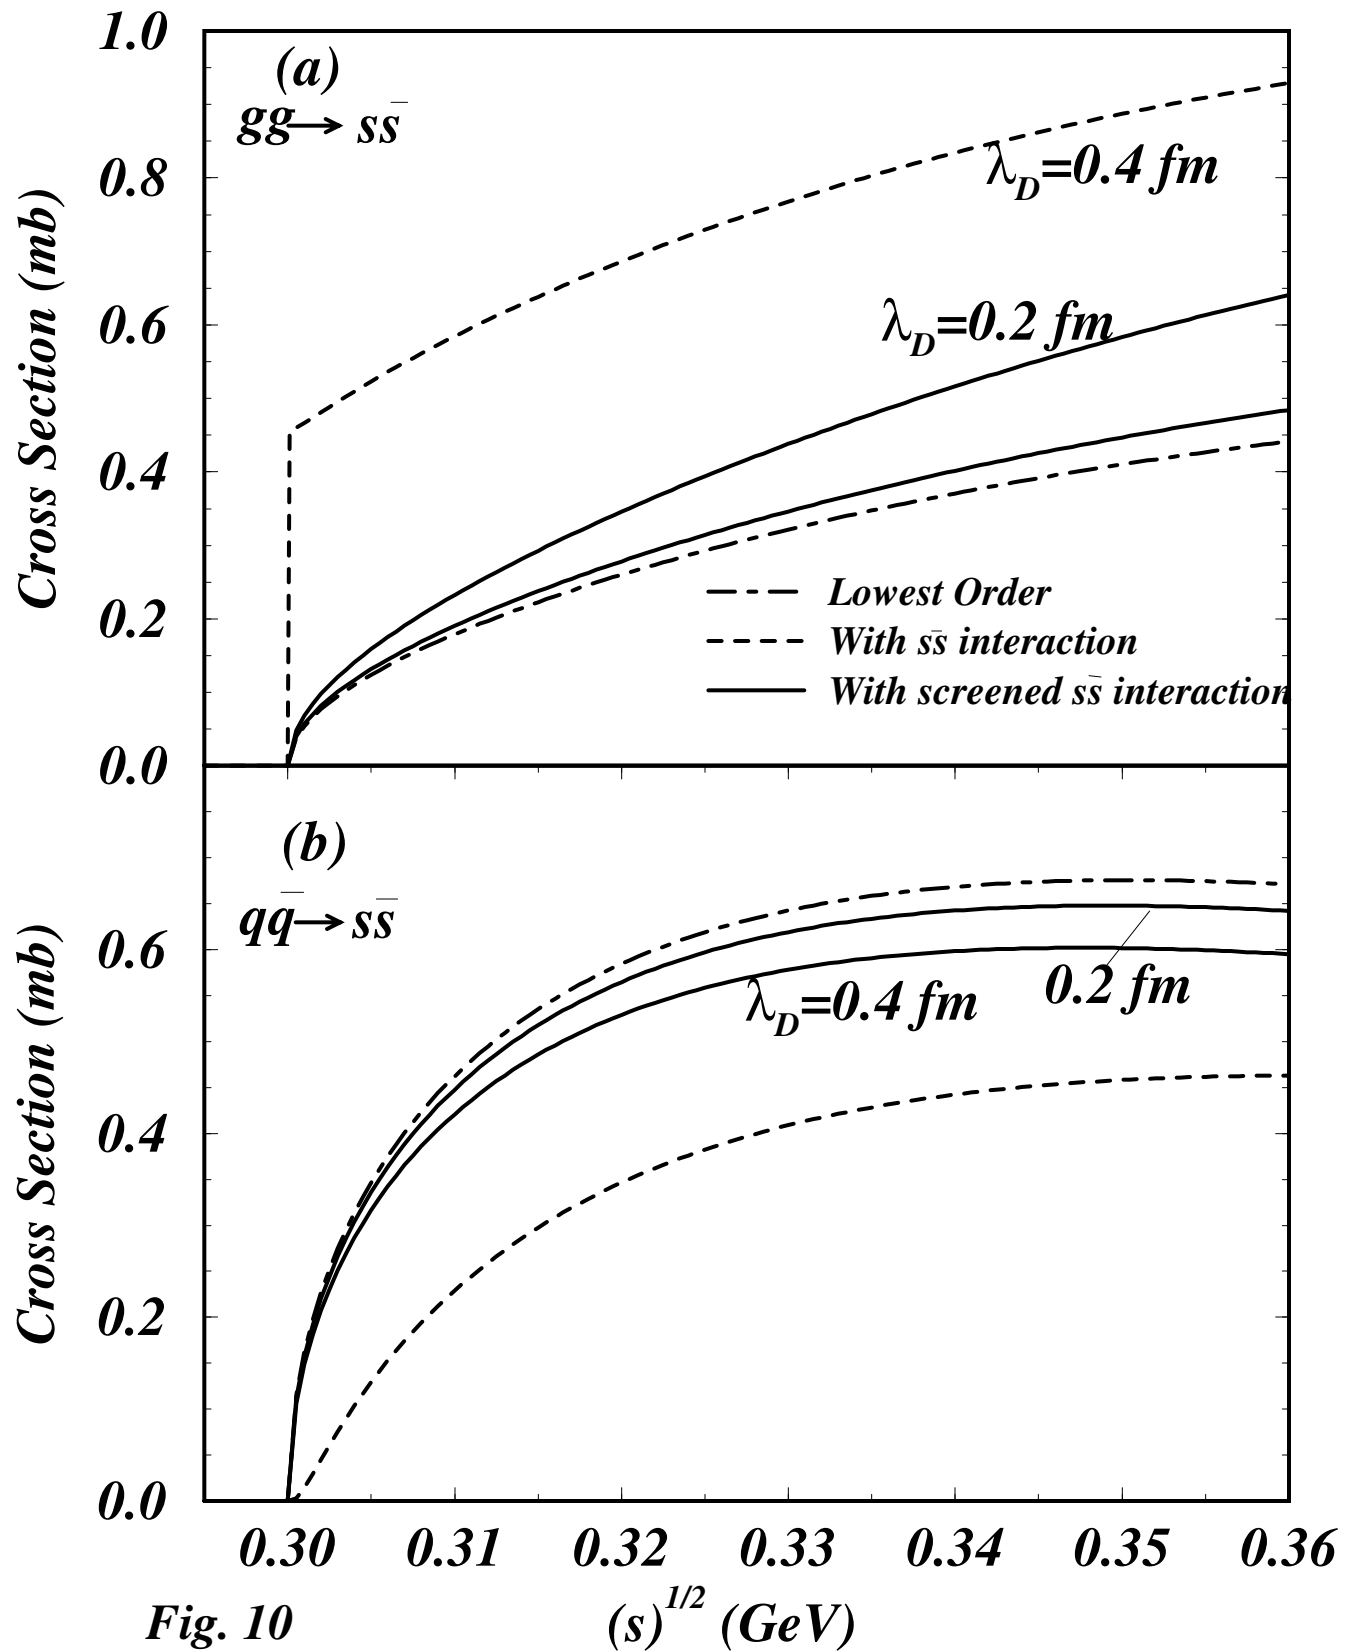 1.0
(a)
gg→ ss̄
0.8
λD=0.4 fm
0.6
λD=0.2 fm
0.4
0.2
0.0
Cross Section (mb)
Lowest Order
With ss̄ interaction
With screened ss̄ interaction
(b)
qq̄→ ss̄
0.6
λD=0.4 fm
0.2 fm
0.4
0.2
0.0
Cross Section (mb)
0.30 0.31 0.32 0.33 0.34 0.35 0.36
Fig. 10
(s)^1/2 (GeV)